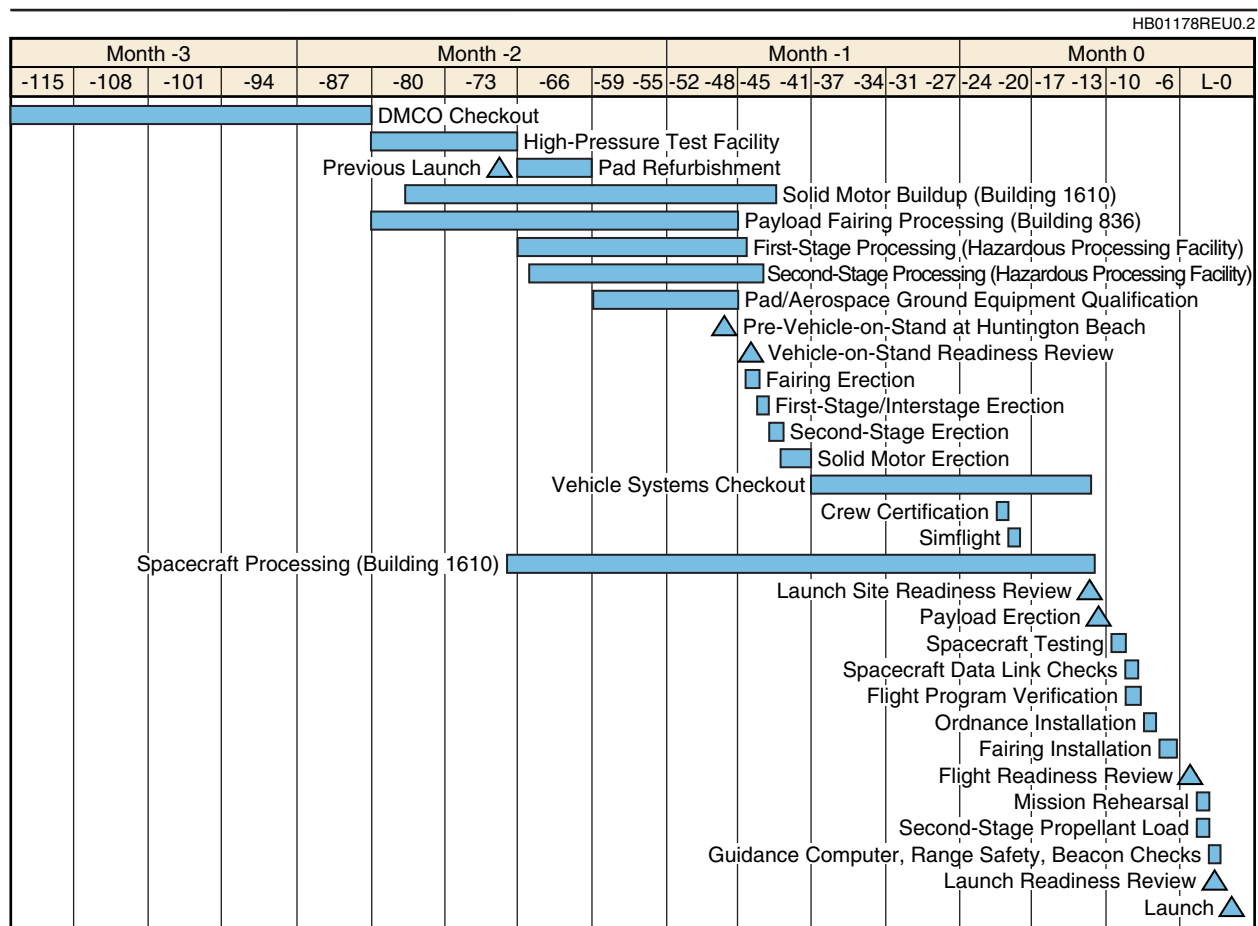 HB01178REU0.2
Month -3 Month -2 Month -1 Month 0
-115 -108 -101 -94 -87 -80 -73 -66 -59 -55 -52 -48 -45 -41 -37 -34 -31 -27 -24 -20 -17 -13 -10 -6 L-0
DMCO Checkout
High-Pressure Test Facility
Previous Launch Pad Refurbishment
Solid Motor Buildup (Building 1610)
Payload Fairing Processing (Building 836)
First-Stage Processing (Hazardous Processing Facility)
Second-Stage Processing (Hazardous Processing Facility)
Pad/Aerospace Ground Equipment Qualification
Pre-Vehicle-on-Stand at Huntington Beach
Vehicle-on-Stand Readiness Review
Fairing Erection
First-Stage/Interstage Erection
Second-Stage Erection
Solid Motor Erection
Vehicle Systems Checkout
Crew Certification
Simflight
Spacecraft Processing (Building 1610)
Launch Site Readiness Review
Payload Erection
Spacecraft Testing
Spacecraft Data Link Checks
Flight Program Verification
Ordnance Installation
Fairing Installation
Flight Readiness Review
Mission Rehearsal
Second-Stage Propellant Load
Guidance Computer, Range Safety, Beacon Checks
Launch Readiness Review
Launch